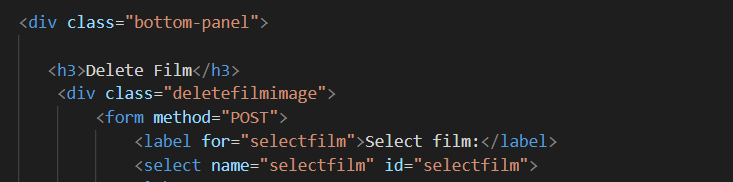 <div class="bottom-panel">
<h3>Delete Film</h3>
<div class="deletefilmimage">
<form method="POST">
<label for="selectfilm">Select film:</label>
<select name="selectfilm" id="selectfilm">